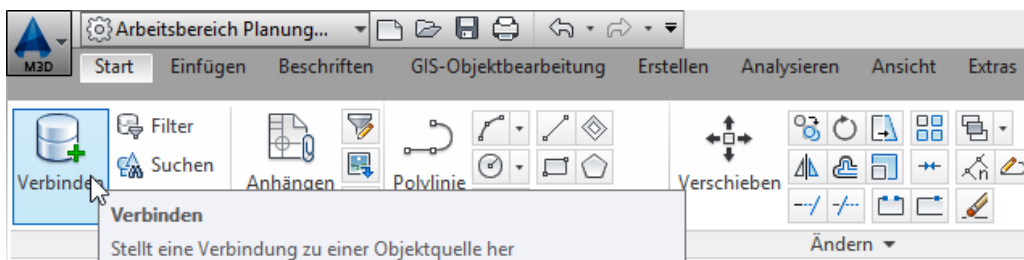 Arbeitsbereich Planung...
M3D
Start Einfügen Beschriften GIS-Objektbearbeitung Erstellen Analysieren Ansicht Extras
Filter
Suchen
Verbinden
Anhängen
Polylinie
Verschieben
Verbinden
Stellt eine Verbindung zu einer Objektquelle her
Ändern